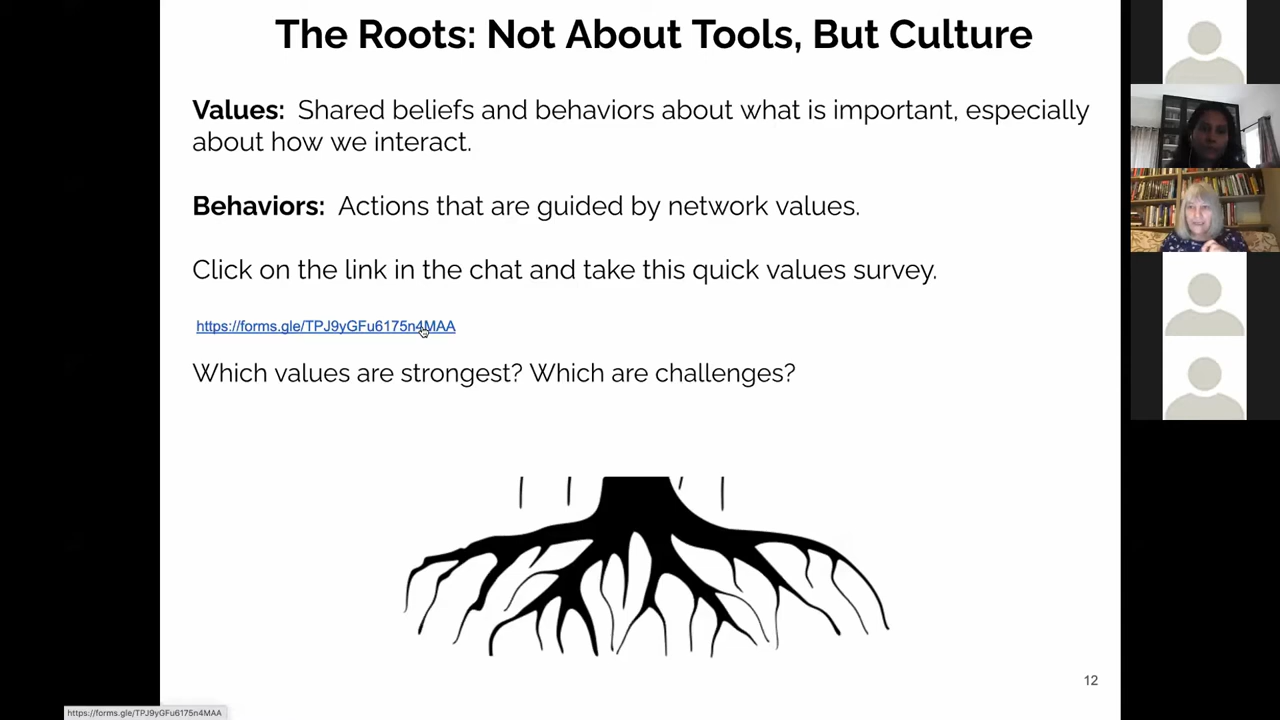 The Roots: Not About Tools, But Culture
Values: Shared beliefs and behaviors about what is important, especially
about how we interact.
Behaviors: Actions that are guided by network values.
Click on the link in the chat and take this quick values survey.
https://forms.gle/TPJ9yGFu6175n4MAA
Which values are strongest? Which are challenges?
12
https://forms.gle/TPJ9yGFu6175n4MAA